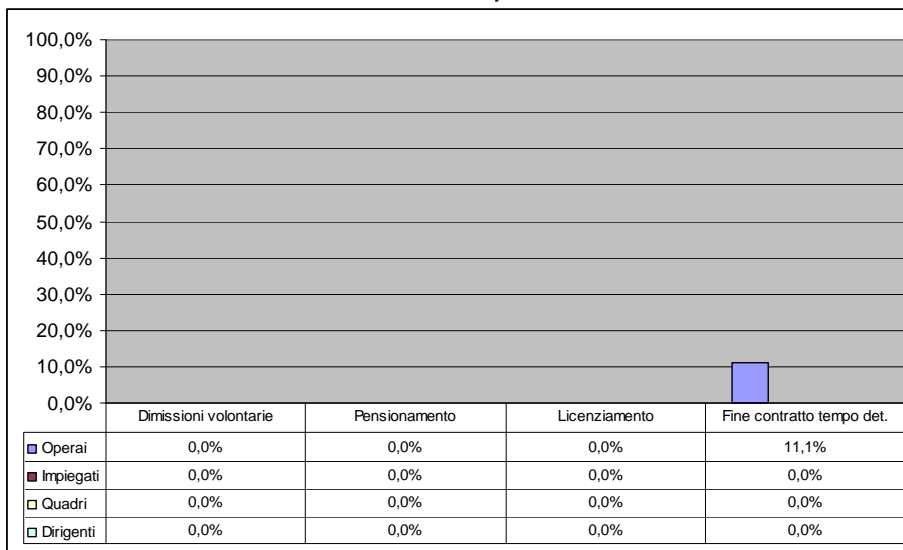 100,0%
90,0%
80,0%
70,0%
60,0%
50,0%
40,0%
30,0%
20,0%
10,0%
0,0%
Dimissioni volontarie Pensionamento Licenziamento Fine contratto tempo det.
Operai 0,0% 0,0% 0,0% 11,1%
Impiegati 0,0% 0,0% 0,0% 0,0%
Quadri 0,0% 0,0% 0,0% 0,0%
Dirigenti 0,0% 0,0% 0,0% 0,0%